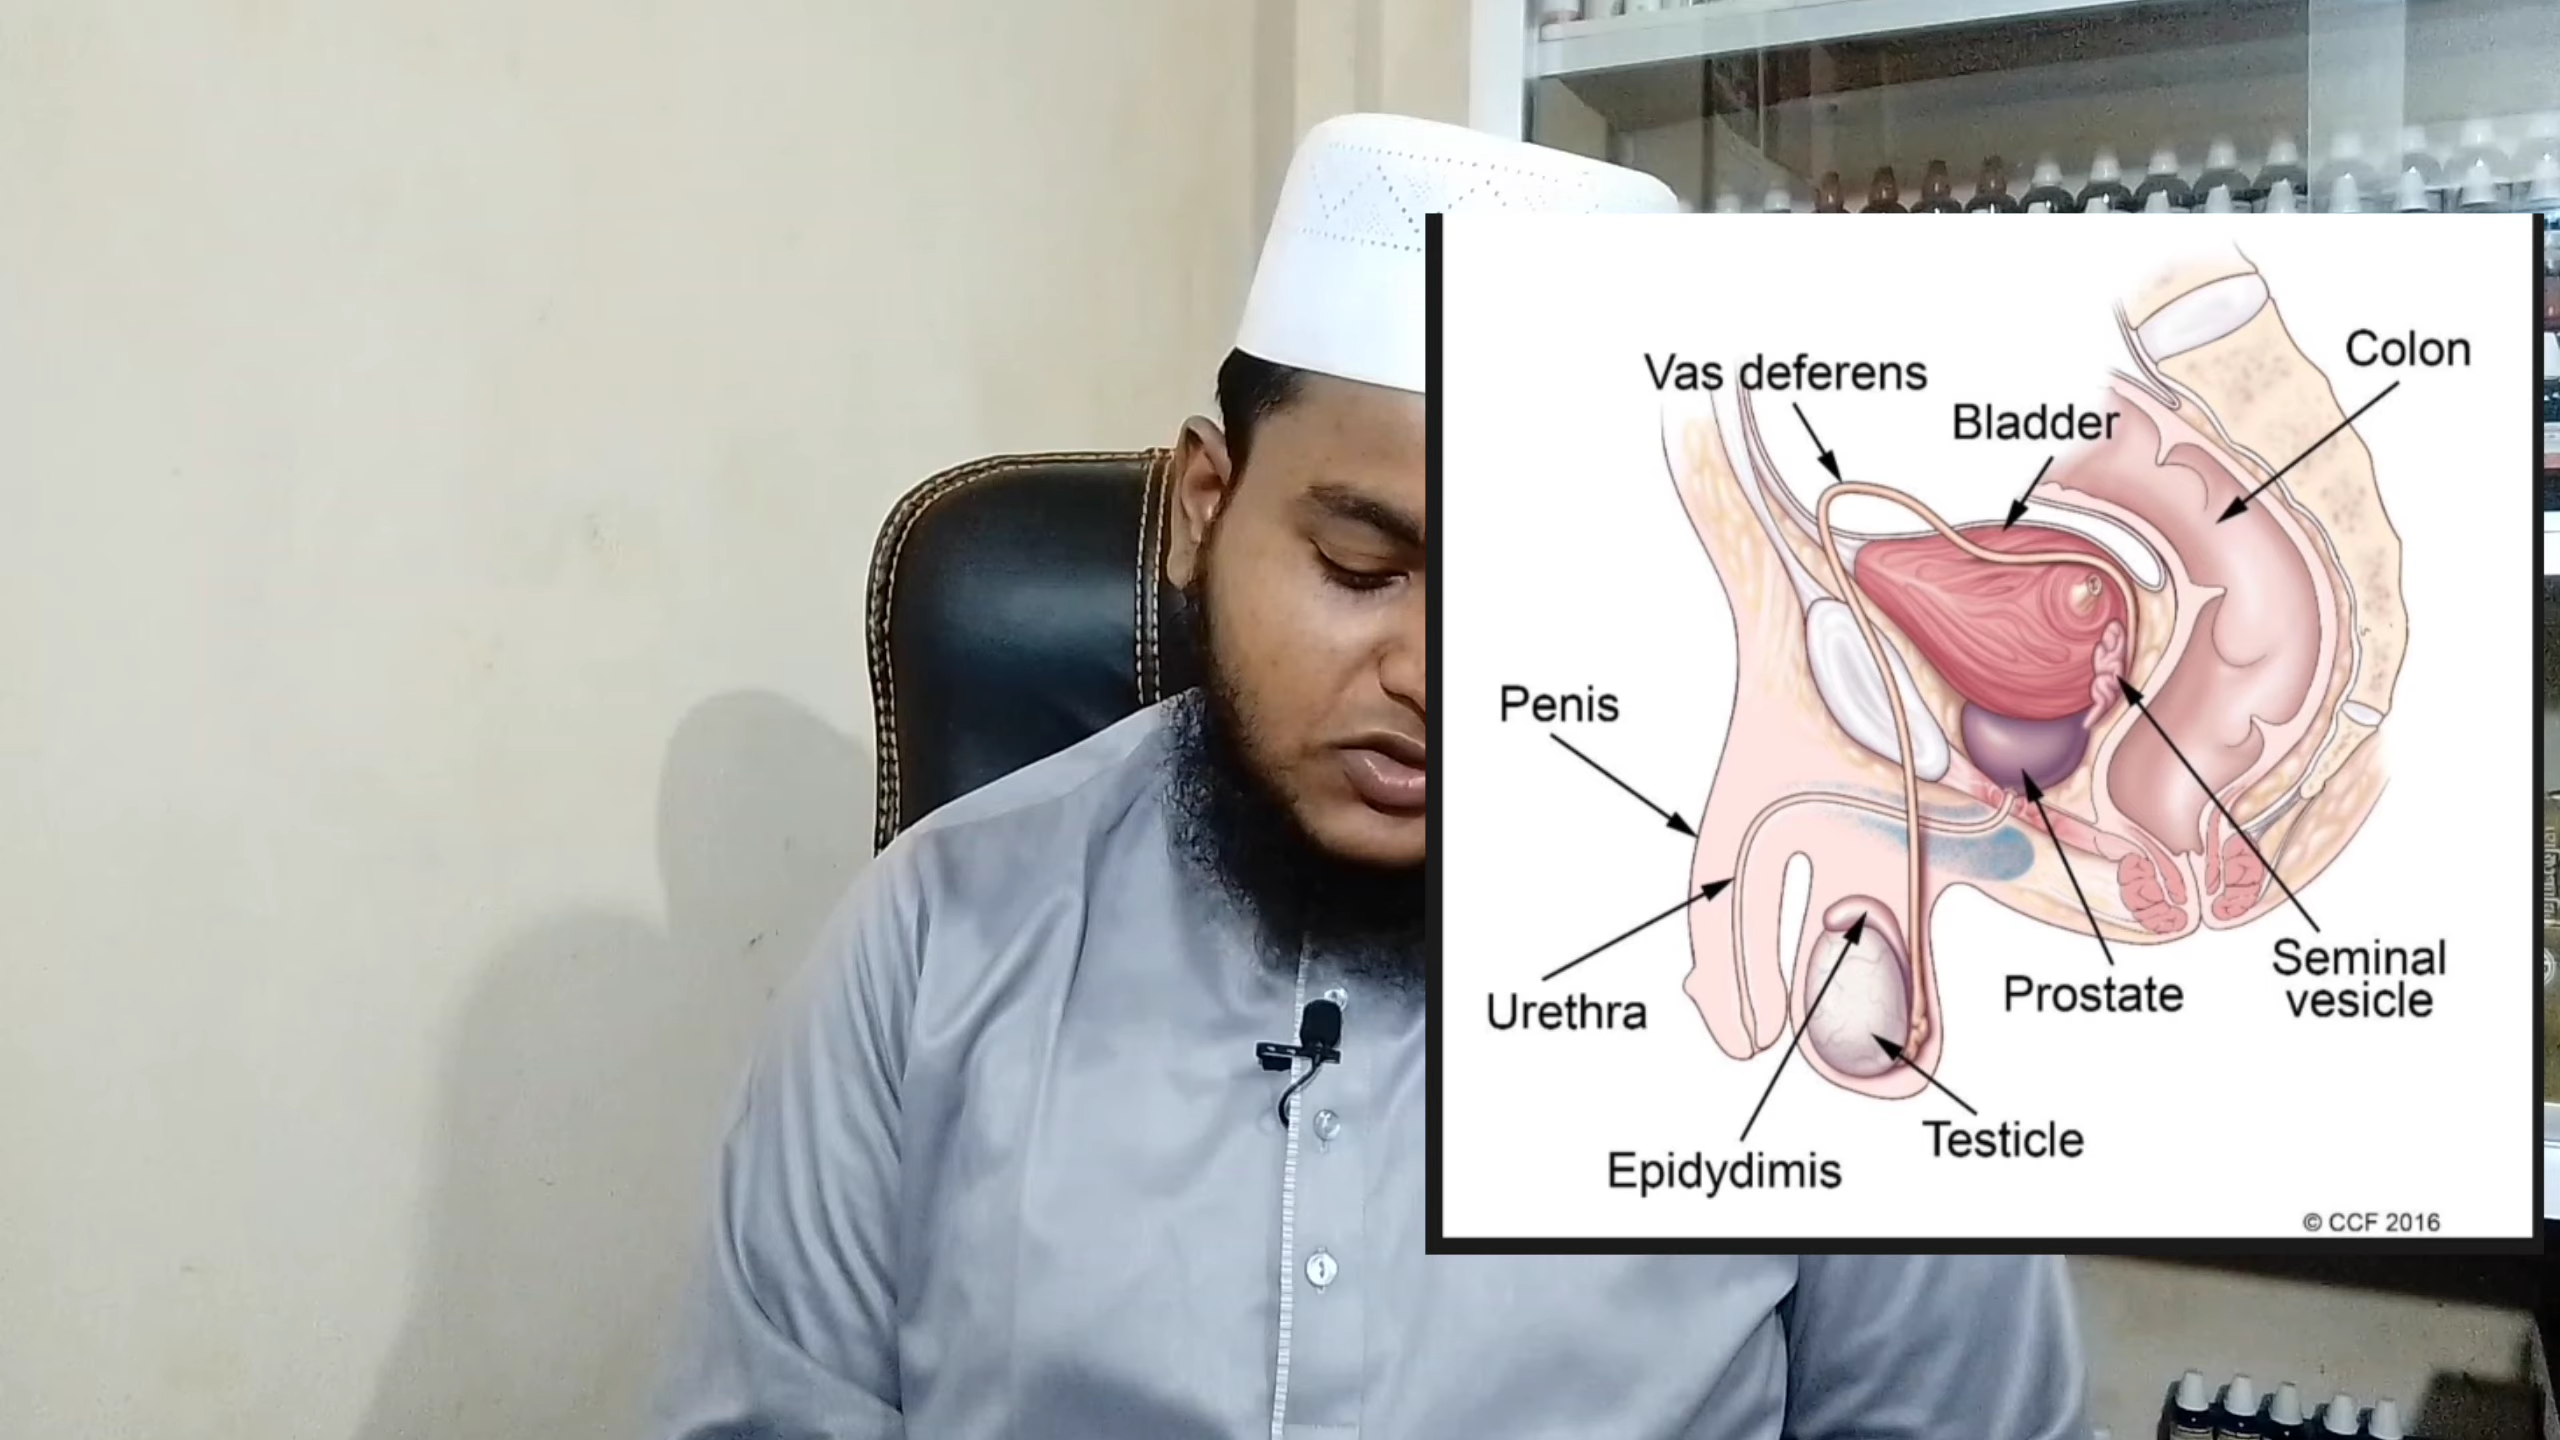 Vas deferens
Bladder
Colon
Penis
Urethra
Epidydimis
Testicle
Prostate
Seminal
vesicle
© CCF 2016